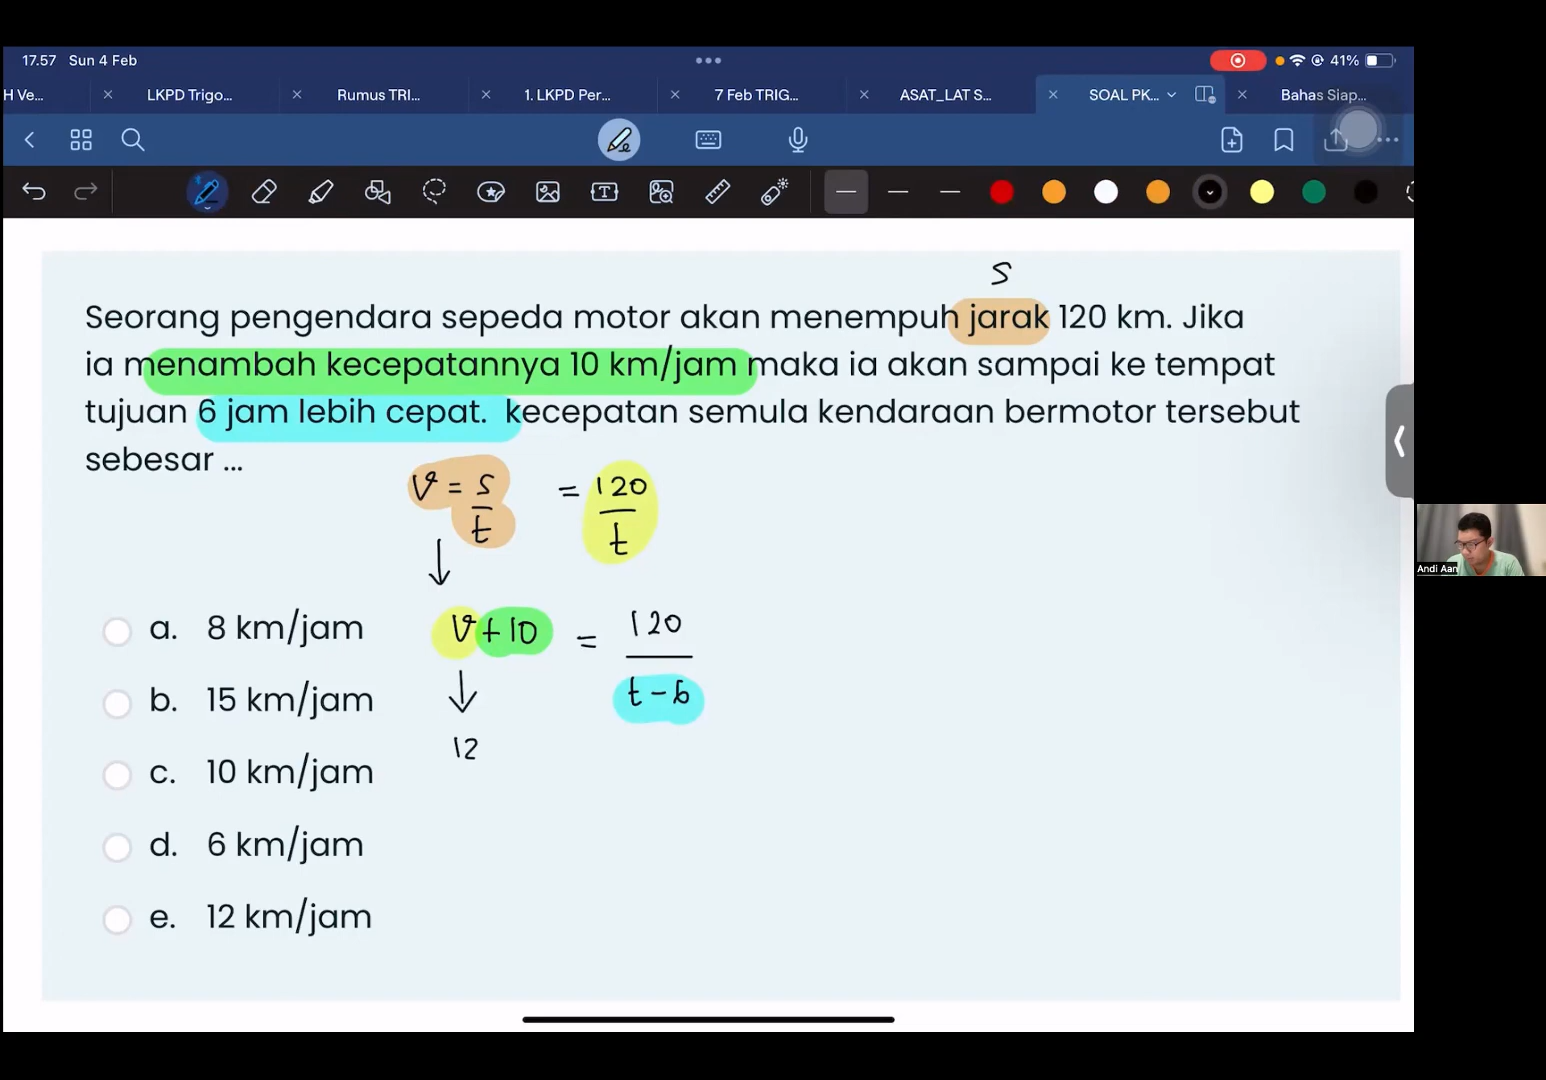 17.57 Sun 4 Feb
41%
H Ve...
LKPD Trigo...
Rumus TRI...
1. LKPD Per...
7 Feb TRIG...
ASAT_LAT S...
SOAL PK...
Bahas Siap...
s
Seorang pengendara sepeda motor akan menempuh jarak 120 km. Jika
ia menambah kecepatannya 10 km/jam maka ia akan sampai ke tempat
tujuan 6 jam lebih cepat. kecepatan semula kendaraan bermotor tersebut
sebesar ...
v = s/t = 120/t
a. 8 km/jam
v + 10 = 120/t - 6
b. 15 km/jam
12
c. 10 km/jam
d. 6 km/jam
e. 12 km/jam
Andi Aan